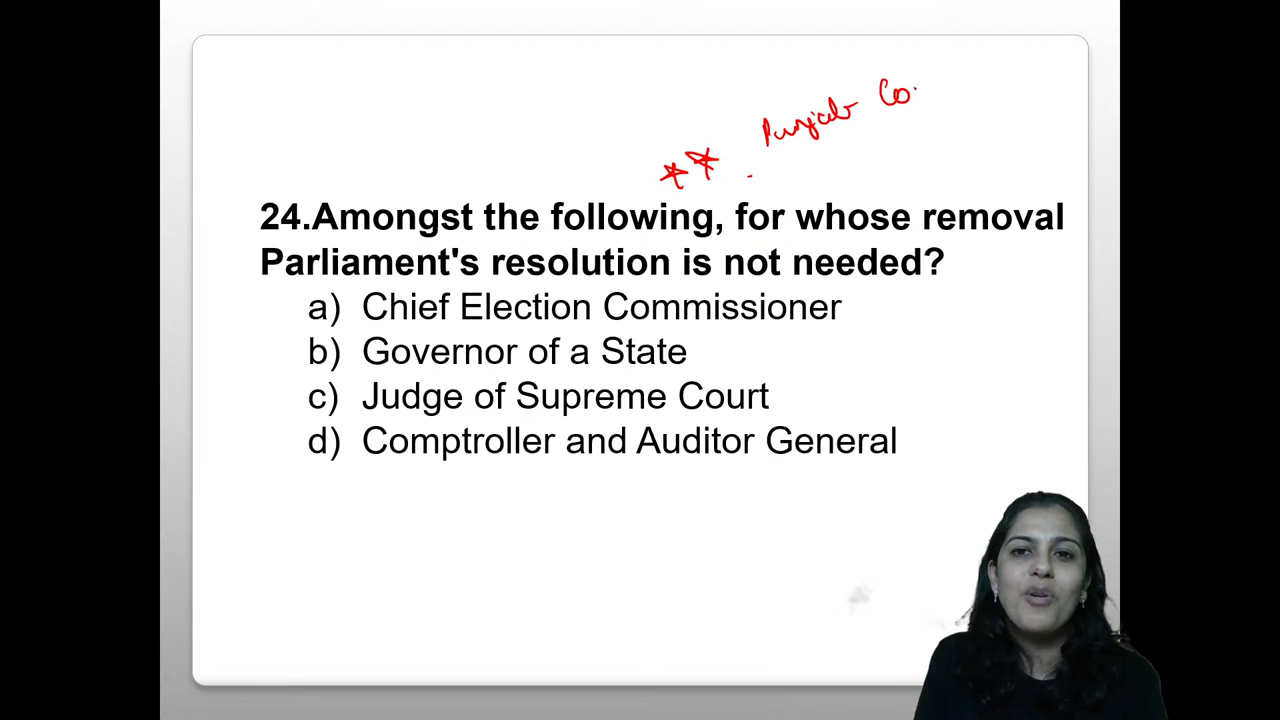 Punjab Co.
24.Amongst the following, for whose removal
Parliament's resolution is not needed?
a) Chief Election Commissioner
b) Governor of a State
c) Judge of Supreme Court
d) Comptroller and Auditor General